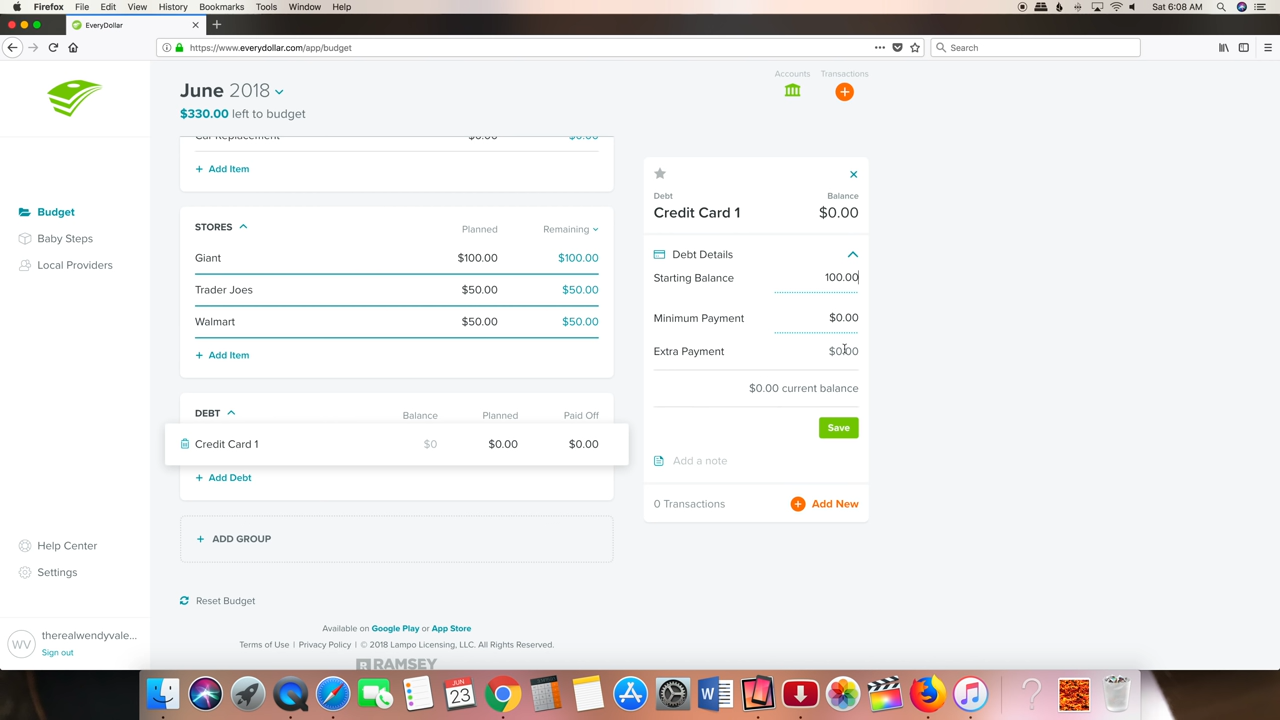 Firefox File Edit View History Bookmarks Tools Window Help Sat 6:08 AM
EveryDollar
https://www.everydollar.com/app/budget
Search
June 2018
$330.00 left to budget
Accounts
Transactions
Budget
Baby Steps
Local Providers
Help Center
Settings
WV
therealwendyvale...
Sign out
Car Replacement $0.00 $0.00
+ Add Item
STORES Planned Remaining
Giant $100.00 $100.00
Trader Joes $50.00 $50.00
Walmart $50.00 $50.00
+ Add Item
DEBT Balance Planned Paid Off
Credit Card 1 $0 $0.00 $0.00
+ Add Debt
+ ADD GROUP
Reset Budget
Available on Google Play or App Store
Terms of Use | Privacy Policy | © 2018 Lampo Licensing, LLC. All Rights Reserved.
RAMSEY
Debt Balance
Credit Card 1 $0.00
Debt Details
Starting Balance 100.00
Minimum Payment $0.00
Extra Payment $0.00
$0.00 current balance
Save
Add a note
0 Transactions Add New
JUN
23
W
?